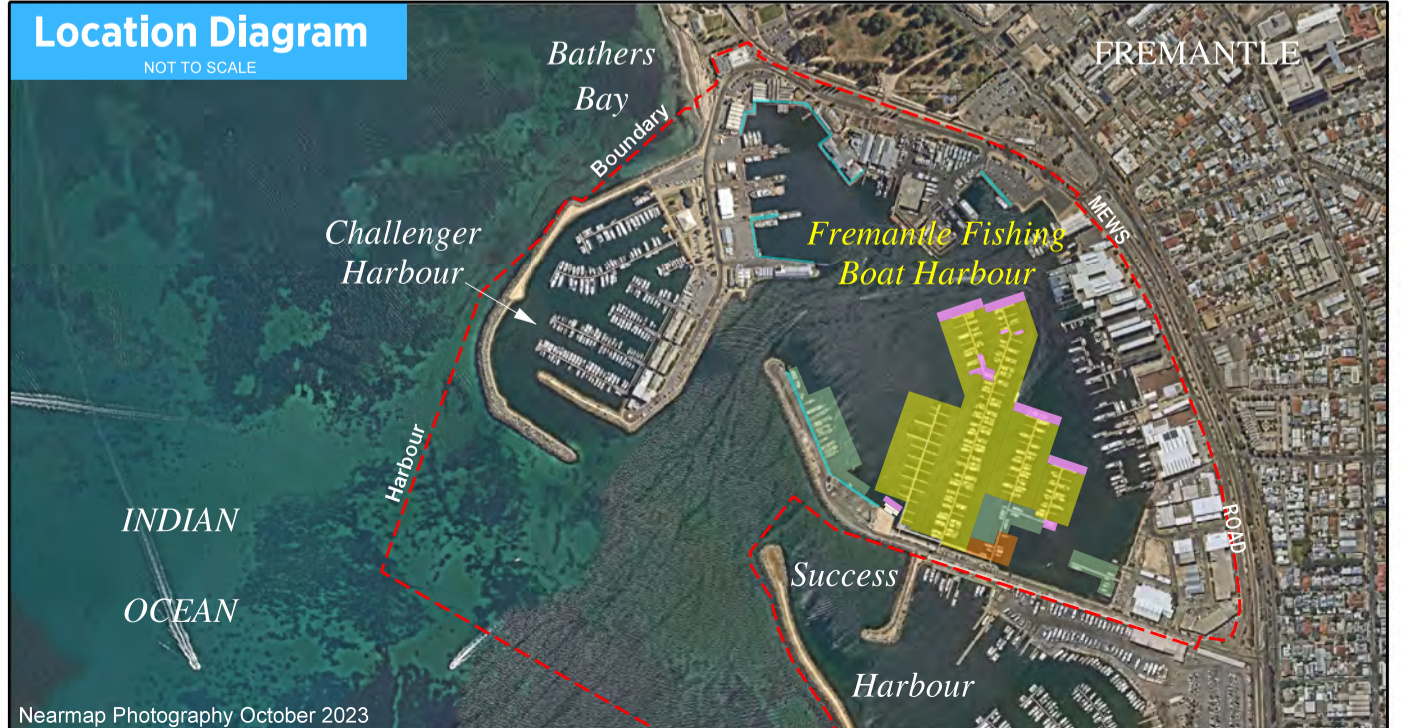 Location Diagram
NOT TO SCALE
Bathers
Bay
FREMANTLE
Boundary
MEWS
Challenger
Harbour
Fremantle Fishing
Boat Harbour
Harbour
INDIAN
OCEAN
ROAD
Success
Harbour
Nearmap Photography October 2023